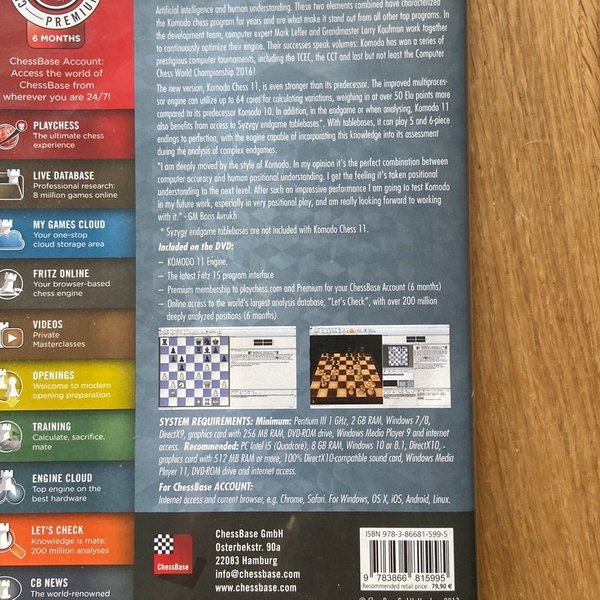 PREMIUM
6 MONTHS
ChessBase Account:
Access the world of
ChessBase from
wherever you are 24/7!
PLAYCHESS
The ultimate chess
experience
LIVE DATABASE
Professional research:
8 million games online
MY GAMES CLOUD
Your one-stop
cloud storage area
FRITZ ONLINE
Your browser-based
chess engine
VIDEOS
Private
Masterclasses
OPENINGS
Welcome to modern
opening preparation
TRAINING
Calculate, sacrifice,
mate
ENGINE CLOUD
Top engine on the
best hardware
LET'S CHECK
Knowledge is mate:
200 million analyses
CB NEWS
The world-renowned
Artificial intelligence and human understanding. These two elements combined have characterized
the Komodo chess program for years and are what make it stand out from all other top programs. In
the development team, computer expert Mark Lefler and Grandmaster Larry Kaufman work together
to continuously optimize their engine. Their successes speak volumes: Komodo has won a series of
prestigious computer tournaments, including the TCEC, the CCT and last but not least the Computer
Chess World Championship 2016!
The new version, Komodo Chess 11, is even stronger than its predecessor. The improved multiproces-
sor engine can utilize up to 64 cores for calculating variations, weighing in at over 50 Elo points more
compared to its predecessor Komodo 10. In addition, in the endgame or when analysing, Komodo 11
also benefits from access to Syzygy endgame tablebases*. With tablebases, it can play 5 and 6-piece
endings to perfection, with the engine capable of incorporating this knowledge into its assessment
during the analysis of complex endgames.
"I am deeply moved by the style of Komodo. In my opinion it's the perfect combination between
computer accuracy and human positional understanding. I get the feeling it's taken positional
understanding to the next level. After such an impressive performance I am going to test Komodo
in my future work, especially in very positional play, and am really looking forward to working
with it." - GM Boris Avrukh
* Syzygy endgame tablebases are not included with Komodo Chess 11.
Included on the DVD:
– KOMODO 11 Engine.
– The latest Fritz 15 program interface
– Premium membership to playchess.com and Premium for your ChessBase Account (6 months)
– Online access to the world's largest analysis database, "Let's Check", with over 200 million
deeply analyzed positions (6 months)
SYSTEM REQUIREMENTS: Minimum: Pentium III 1 GHz, 2 GB RAM, Windows 7/8,
DirectX9, graphics card with 256 MB RAM, DVD-ROM drive, Windows Media Player 9 and internet
access. Recommended: PC Intel i5 (Quadcore), 8 GB RAM, Windows 10 or 8.1, DirectX10,
graphics card with 512 MB RAM or more, 100% DirectX10-compatible sound card, Windows Media
Player 11, DVD-ROM drive and internet access.
For ChessBase ACCOUNT:
Internet access and current browser, e.g. Chrome, Safari. For Windows, OS X, iOS, Android, Linux.
ChessBase
ChessBase GmbH
Osterbekstr. 90a
22083 Hamburg
info@chessbase.com
www.chessbase.com
ISBN 978-3-86681-599-5
9 783866 815995
Recommended retail price: 79,90 €